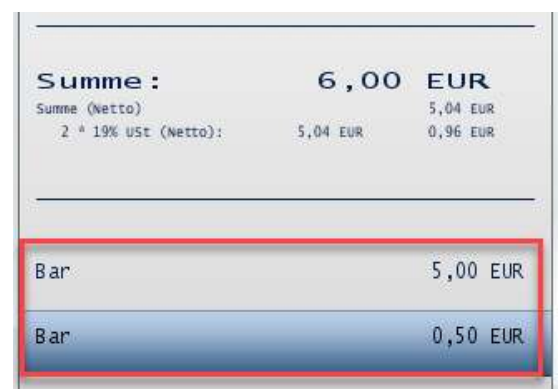 Summe: 6,00 EUR
Summe (Netto) 5,04 EUR
2 * 19% USt (Netto): 5,04 EUR 0,96 EUR
Bar 5,00 EUR
Bar 0,50 EUR